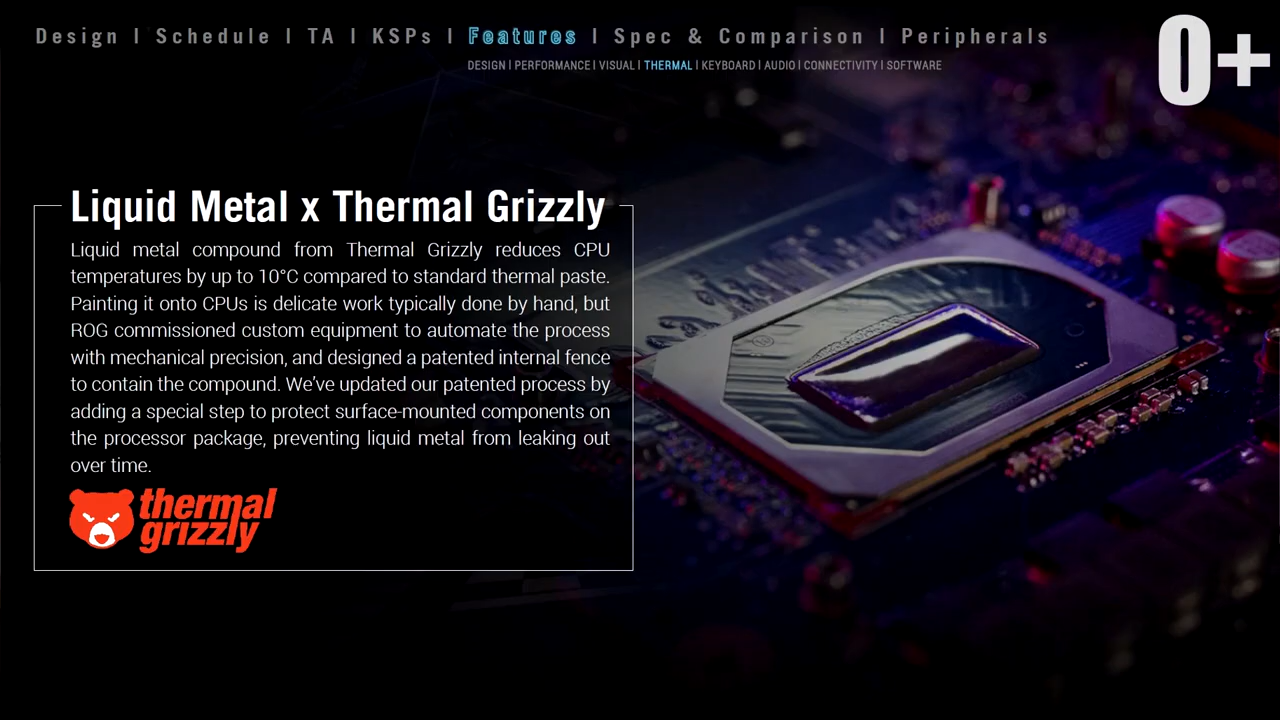 Design | Schedule | TA | KSPs | Features | Spec & Comparison | Peripherals
0+
DESIGN | PERFORMANCE | VISUAL | THERMAL | KEYBOARD | AUDIO | CONNECTIVITY | SOFTWARE
Liquid Metal x Thermal Grizzly
Liquid metal compound from Thermal Grizzly reduces CPU
temperatures by up to 10°C compared to standard thermal paste.
Painting it onto CPUs is delicate work typically done by hand, but
ROG commissioned custom equipment to automate the process
with mechanical precision, and designed a patented internal fence
to contain the compound. We've updated our patented process by
adding a special step to protect surface-mounted components on
the processor package, preventing liquid metal from leaking out
over time.
thermal
grizzly